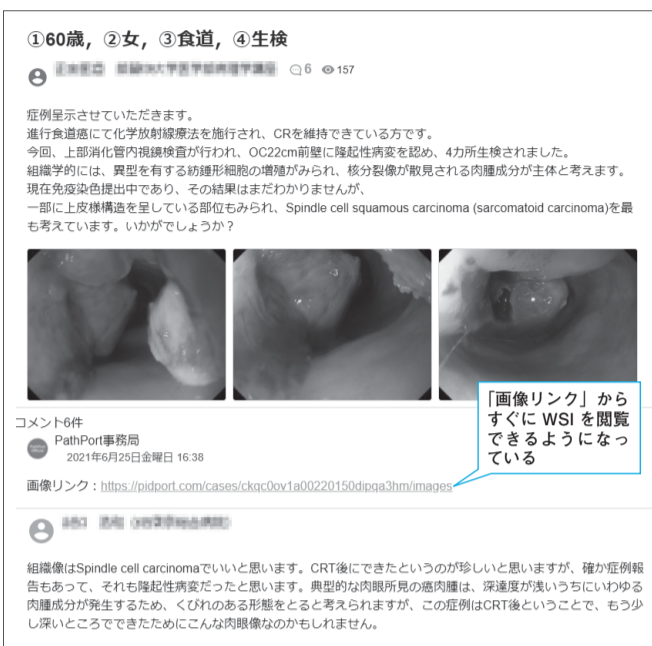 ①60歳，②女，③食道，④生検
6 157
症例呈示させていただきます。
進行食道癌にて化学放射線療法を施行され、CRを維持できている方です。
今回、上部消化管内視鏡検査が行われ、OC22cm前壁に隆起性病変を認め、4カ所生検されました。
組織学的には、異型を有する紡錘形細胞の増殖がみられ、核分裂像が散見される肉腫成分が主体と考えます。
現在免疫染色提出中であり、その結果はまだわかりませんが、
一部に上皮様構造を呈している部位もみられ、Spindle cell squamous carcinoma (sarcomatoid carcinoma)を最
も考えています。いかがでしょうか？
「画像リンク」から
すぐに WSI を閲覧
できるようになっ
ている
コメント6件
PathPort事務局
2021年6月25日金曜日 16:38
画像リンク：https://pidport.com/cases/ckqc0ov1a00220150dipqa3hm/images
組織像はSpindle cell carcinomaでいいと思います。CRT後にできたというのが珍しいと思いますが、確か症例報
告もあって、それも隆起性病変だったと思います。典型的な肉眼所見の癌肉腫は、深達度が浅いうちにいわゆる
肉腫成分が発生するため、くびれのある形態をとると考えられますが、この症例はCRT後ということで、もう少
し深いところでできたためにこんな肉眼像なのかもしれません。